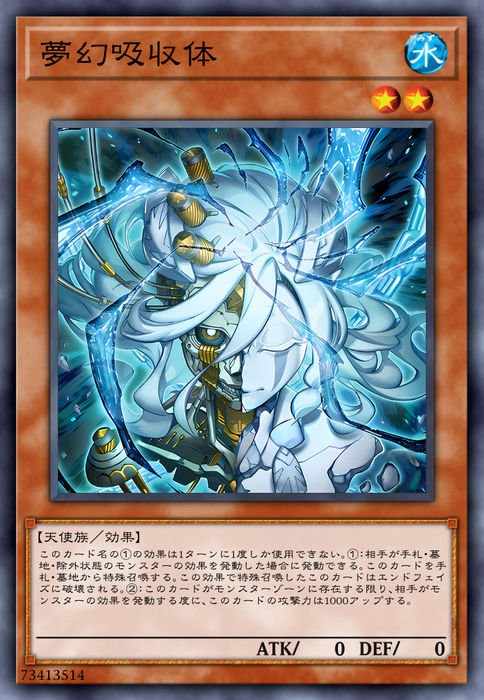 夢幻吸収体
みず
水
【天使族／効果】
このカード名の①の効果は1ターンに1度しか使用できない。①：相手が手札・墓
地・除外状態のモンスターの効果を発動した場合に発動できる。このカードを手
札・墓地から特殊召喚する。この効果で特殊召喚したこのカードはエンドフェイ
ズに破壊される。②：このカードがモンスターゾーンに存在する限り、相手がモ
ンスターの効果を発動する度に、このカードの攻撃力は1000アップする。
ATK/ 0 DEF/ 0
73413514